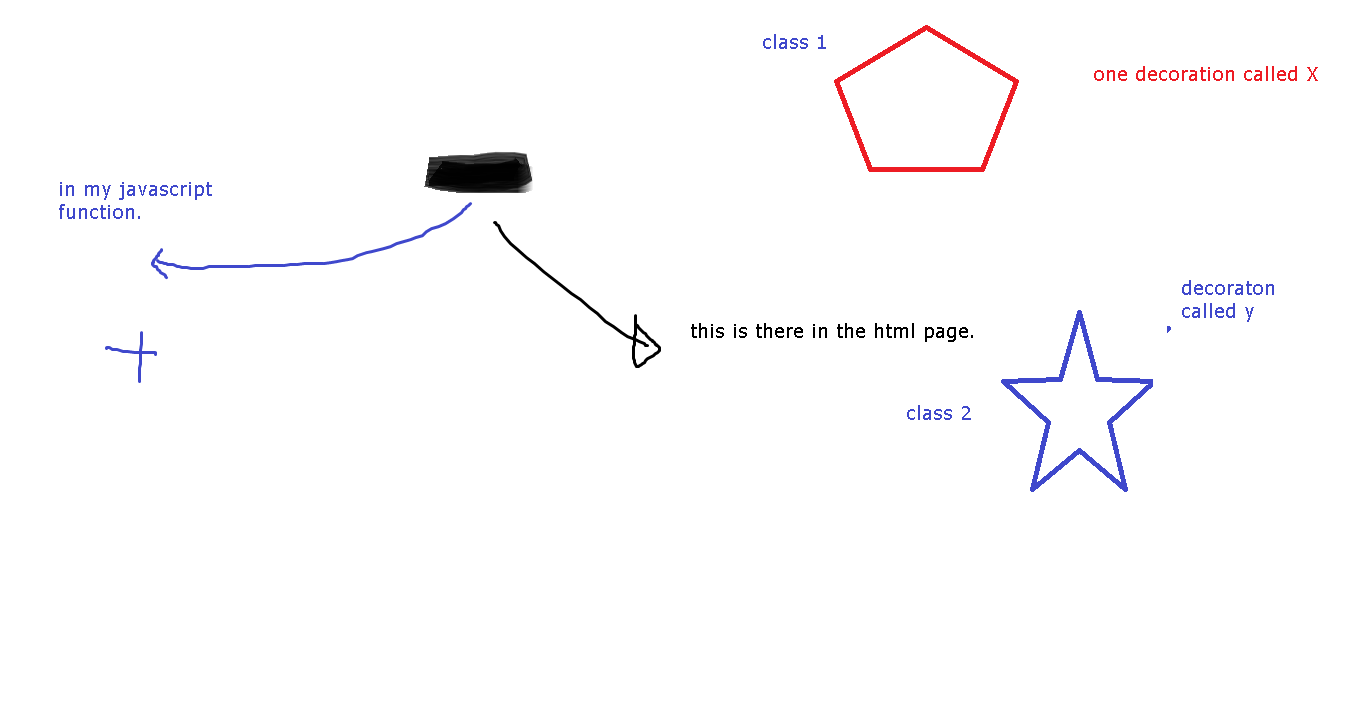 class 1
one decoration called X
in my javascript
function.
decoraton
called y
this is there in the html page.
class 2